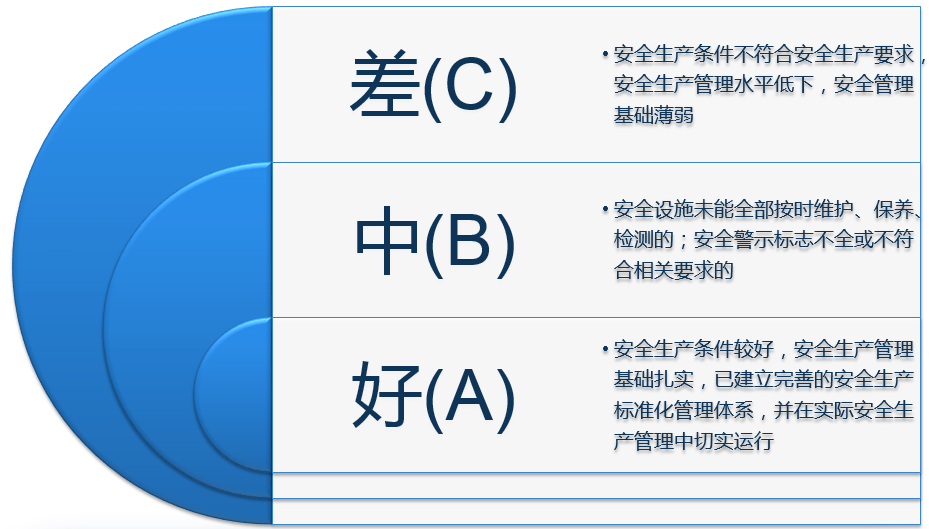 差(C)
• 安全生产条件不符合安全生产要求，
安全生产管理水平低下，安全管理
基础薄弱
中(B)
• 安全设施未能全部按时维护、保养、
检测的；安全警示标志不全或不符
合相关要求的
好(A)
• 安全生产条件较好，安全生产管理
基础扎实，已建立完善的安全生产
标准化管理体系，并在实际安全生
产管理中切实运行